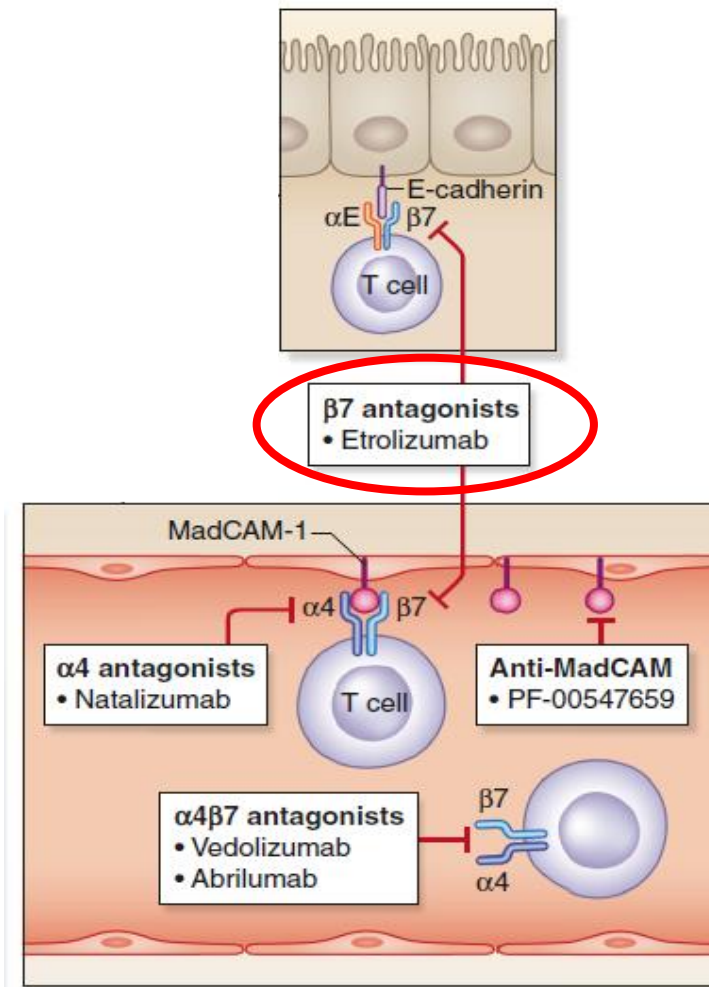 E-cadherin
αE
β7
T cell
β7 antagonists
• Etrolizumab
MadCAM-1
α4
β7
α4 antagonists
• Natalizumab
T cell
Anti-MadCAM
• PF-00547659
α4β7 antagonists
• Vedolizumab
• Abrilumab
β7
α4